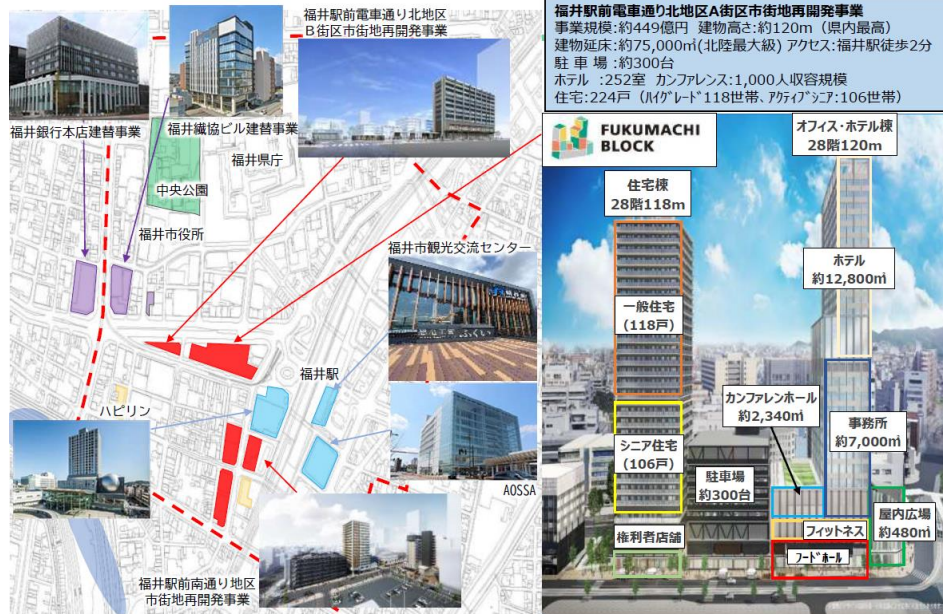 福井駅前電車通り北地区
B街区市街地再開発事業
福井銀行本店建替事業
福井繊協ビル建替事業
福井県庁
中央公園
福井市役所
福井市観光交流センター
福井駅
ハピリン
AOSSA
福井駅前南通り地区
市街地再開発事業
福井駅前電車通り北地区A街区市街地再開発事業
事業規模:約449億円 建物高さ:約120m(県内最高)
建物延床:約75,000㎡(北陸最大級) アクセス:福井駅徒歩2分
駐 車 場 :約300台
ホテル :252室 カンファレンス:1,000人収容規模
住宅:224戸 (ﾊｲｸﾞﾚｰﾄﾞ118世帯、ｱｸﾃｨﾌﾞｼﾆｱ:106世帯)
FUKUMACHI
BLOCK
オフィス・ホテル棟
28階120m
住宅棟
28階118m
ホテル
約12,800㎡
一般住宅
(118戸)
カンファレンホール
約2,340㎡
事務所
約7,000㎡
シニア住宅
(106戸)
駐車場
約300台
屋内広場
約480㎡
フィットネス
権利者店舗
ﾌｰﾄﾞﾎｰﾙ